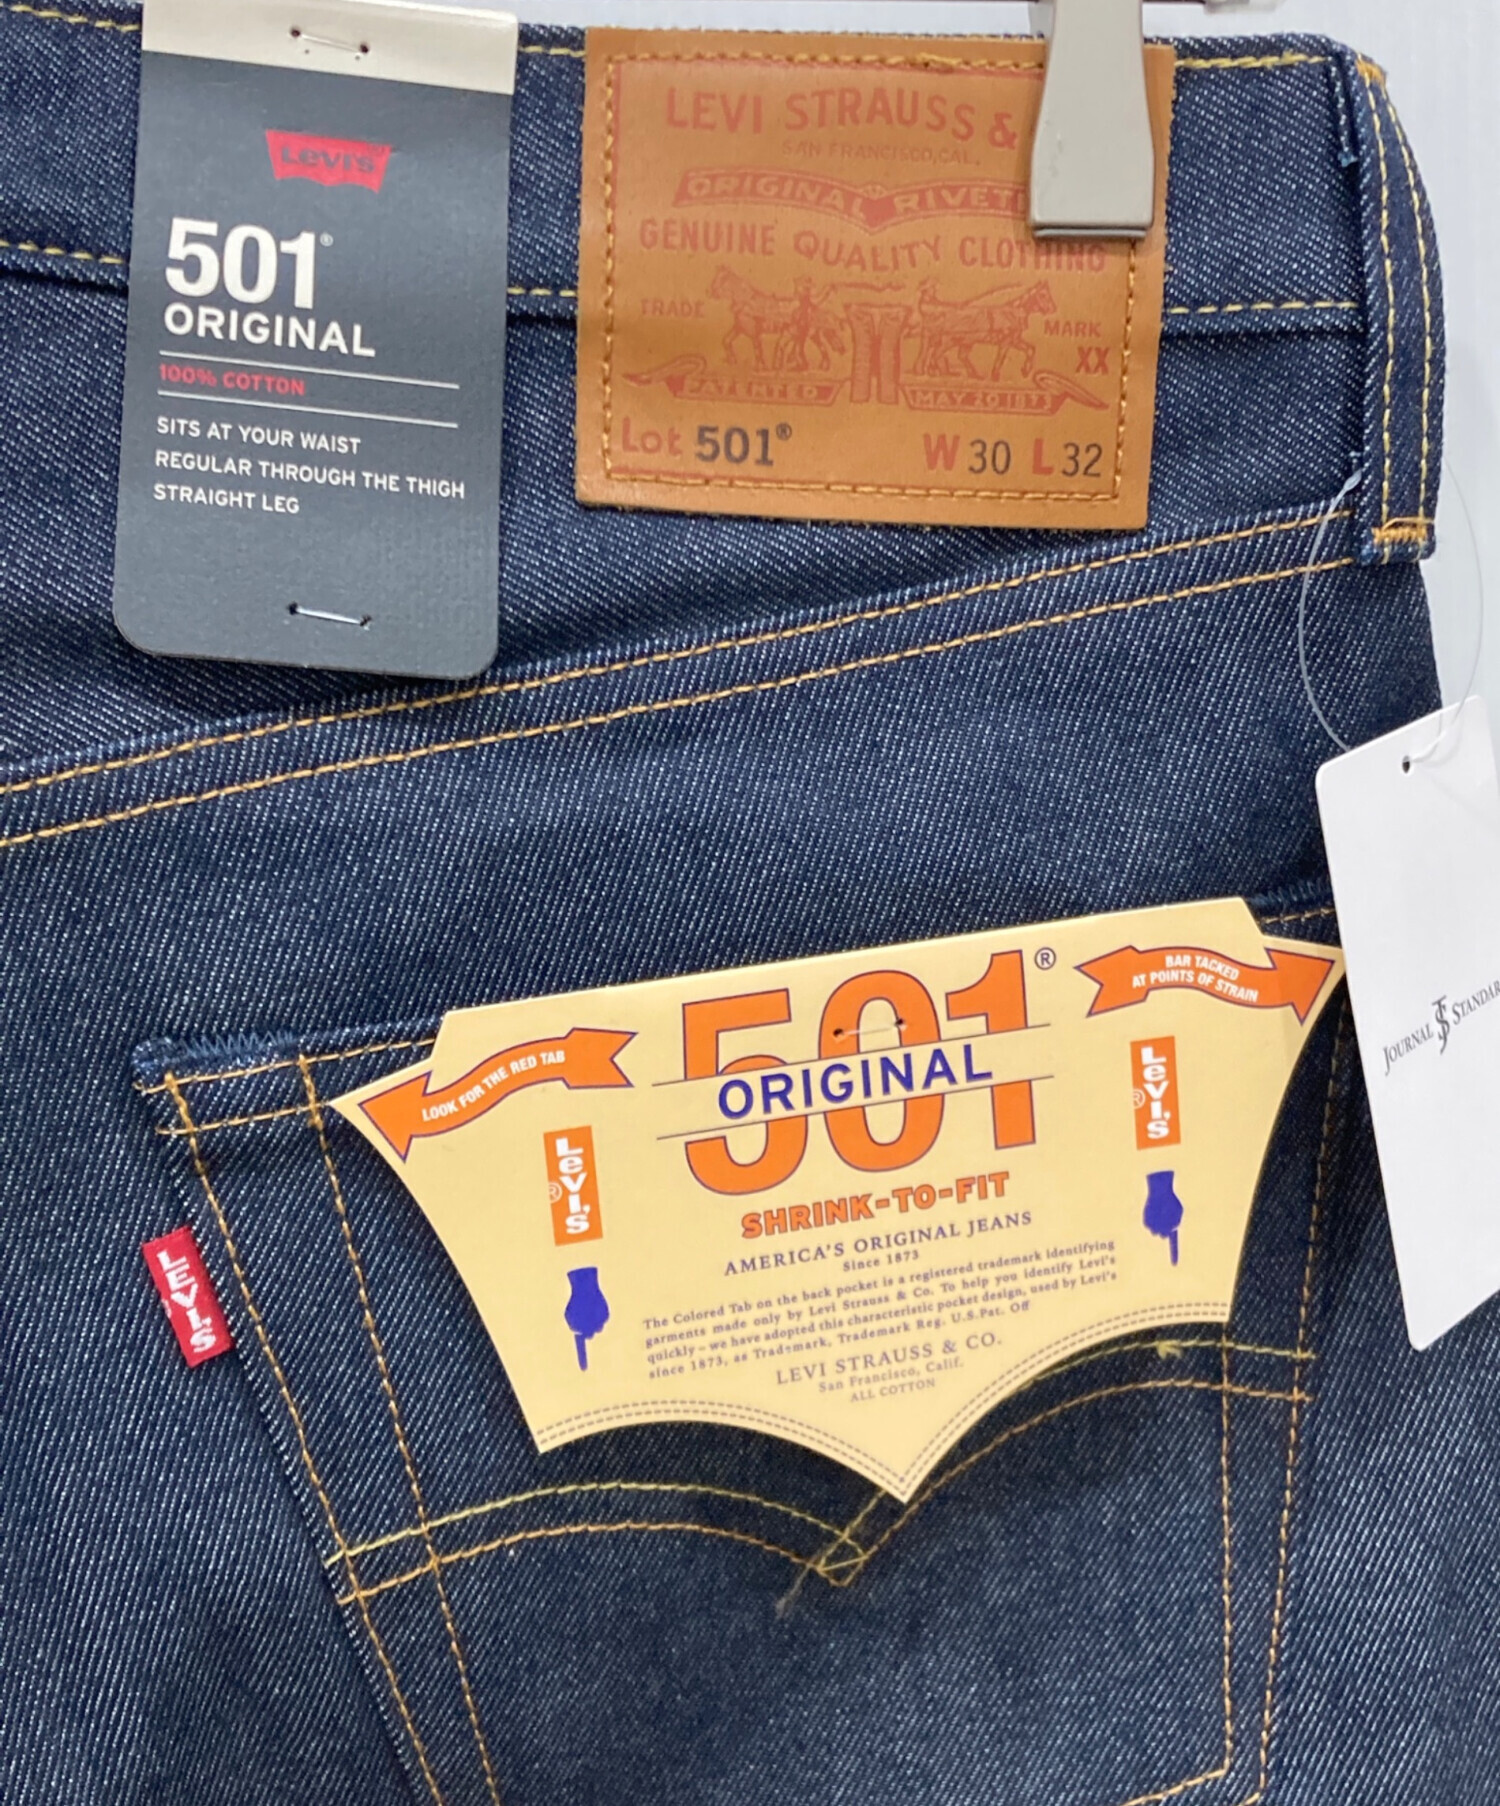 Levi's
501®
ORIGINAL
100% COTTON
SITS AT YOUR WAIST
REGULAR THROUGH THE THIGH
STRAIGHT LEG
LEVI STRAUSS &
SAN FRANCISCO, CAL.
ORIGINAL RIVET
GENUINE QUALITY CLOTHING
TRADE MARK
XX
PATENTED MAY 20 1873
Lot 501® W30 L32
JOURNAL JS STANDAR
501®
ORIGINAL
LOOK FOR THE RED TAB
BAR TACKED
AT POINTS OF STRAIN
Levi's®
Levi's®
SHRINK-TO-FIT
AMERICA'S ORIGINAL JEANS
Since 1873
The Colored Tab on the back pocket is a registered trademark identifying
garments made only by Levi Strauss & Co. To help you identify Levi's
quickly – we have adopted this characteristic pocket design, used by Levi's
since 1873, as Trademark, Trademark Reg. U.S.Pat. Off
LEVI STRAUSS & CO.
San Francisco, Calif.
ALL COTTON
LEVI'S